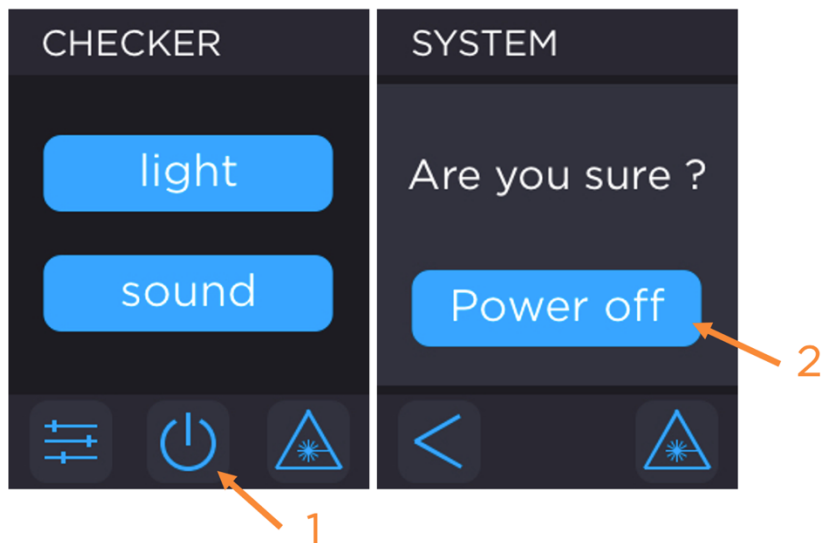 CHECKER
light
sound
1
SYSTEM
Are you sure ?
Power off
2